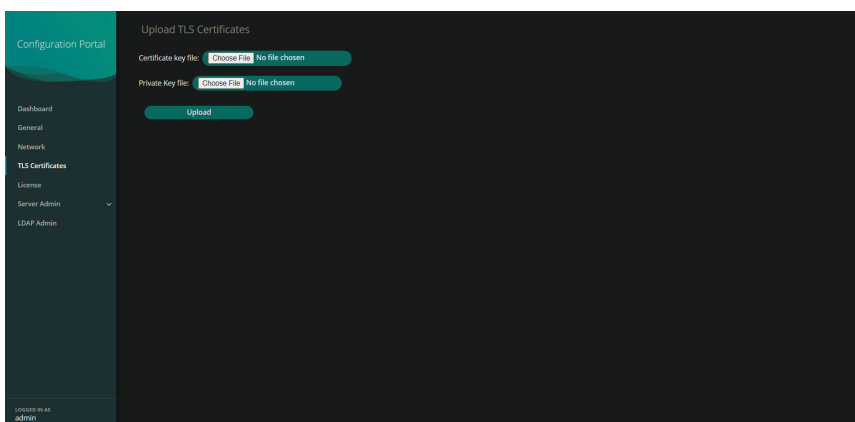 Configuration Portal
Dashboard
General
Network
TLS Certificates
License
Server Admin
LDAP Admin
LOGGED IN AS
admin
Upload TLS Certificates
Certificate key file: Choose File No file chosen
Private Key file: Choose File No file chosen
Upload